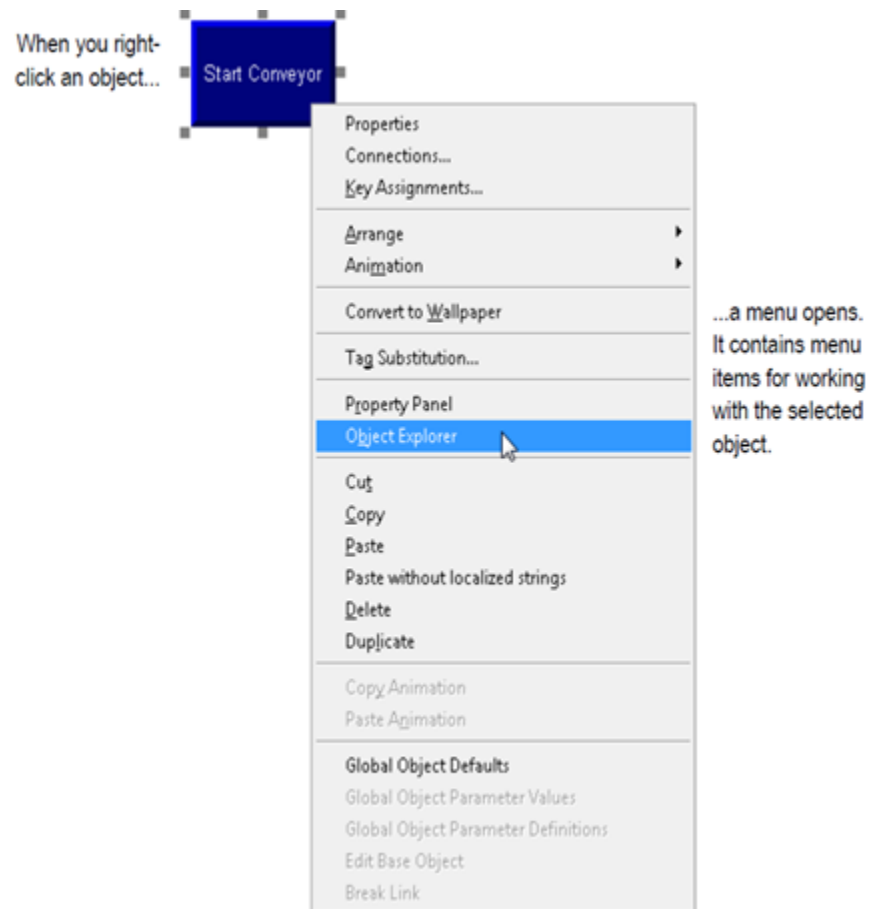 When you right-
click an object...
Start Conveyor
Properties
Connections...
Key Assignments...
Arrange
Animation
Convert to Wallpaper
Tag Substitution...
Property Panel
Object Explorer
Cut
Copy
Paste
Paste without localized strings
Delete
Duplicate
Copy Animation
Paste Animation
Global Object Defaults
Global Object Parameter Values
Global Object Parameter Definitions
Edit Base Object
Break Link
...a menu opens.
It contains menu
items for working
with the selected
object.